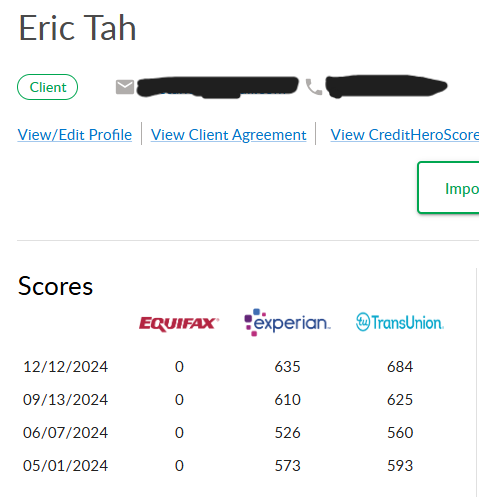 Eric Tah
Client
View/Edit Profile View Client Agreement View CreditHeroScore
Impo
Scores
EQUIFAX experian. tu TransUnion.
12/12/2024 0 635 684
09/13/2024 0 610 625
06/07/2024 0 526 560
05/01/2024 0 573 593